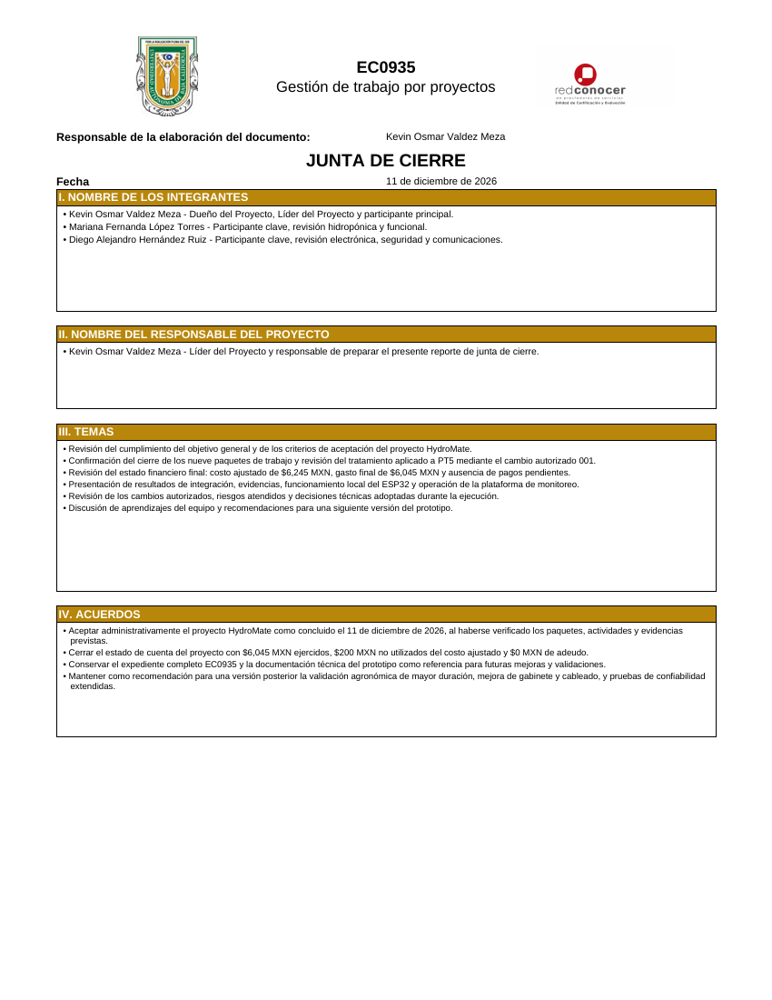 POR LA REALIZACIÓN PLENA DEL SER
UNIVERSIDAD AUTÓNOMA DE BAJA CALIFORNIA
EC0935
Gestión de trabajo por proyectos
redconocer
de prestadores de servicios
Entidad de Certificación y Evaluación
Responsable de la elaboración del documento: Kevin Osmar Valdez Meza
JUNTA DE CIERRE
Fecha 11 de diciembre de 2026
I. NOMBRE DE LOS INTEGRANTES
• Kevin Osmar Valdez Meza - Dueño del Proyecto, Líder del Proyecto y participante principal.
• Mariana Fernanda López Torres - Participante clave, revisión hidropónica y funcional.
• Diego Alejandro Hernández Ruiz - Participante clave, revisión electrónica, seguridad y comunicaciones.
II. NOMBRE DEL RESPONSABLE DEL PROYECTO
• Kevin Osmar Valdez Meza - Líder del Proyecto y responsable de preparar el presente reporte de junta de cierre.
III. TEMAS
• Revisión del cumplimiento del objetivo general y de los criterios de aceptación del proyecto HydroMate.
• Confirmación del cierre de los nueve paquetes de trabajo y revisión del tratamiento aplicado a PT5 mediante el cambio autorizado 001.
• Revisión del estado financiero final: costo ajustado de $6,245 MXN, gasto final de $6,045 MXN y ausencia de pagos pendientes.
• Presentación de resultados de integración, evidencias, funcionamiento local del ESP32 y operación de la plataforma de monitoreo.
• Revisión de los cambios autorizados, riesgos atendidos y decisiones técnicas adoptadas durante la ejecución.
• Discusión de aprendizajes del equipo y recomendaciones para una siguiente versión del prototipo.
IV. ACUERDOS
• Aceptar administrativamente el proyecto HydroMate como concluido el 11 de diciembre de 2026, al haberse verificado los paquetes, actividades y evidencias
previstas.
• Cerrar el estado de cuenta del proyecto con $6,045 MXN ejercidos, $200 MXN no utilizados del costo ajustado y $0 MXN de adeudo.
• Conservar el expediente completo EC0935 y la documentación técnica del prototipo como referencia para futuras mejoras y validaciones.
• Mantener como recomendación para una versión posterior la validación agronómica de mayor duración, mejora de gabinete y cableado, y pruebas de confiabilidad
extendidas.